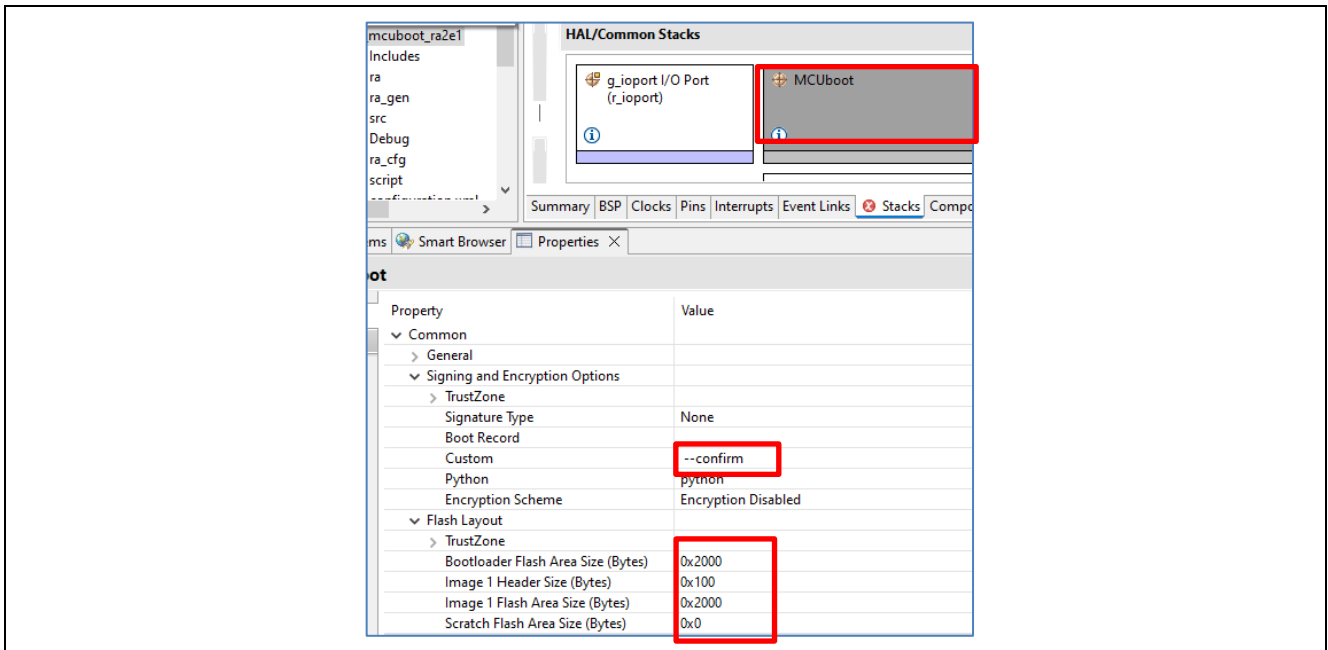 mcuboot_ra2e1
Includes
ra
ra_gen
src
Debug
ra_cfg
script
HAL/Common Stacks
g_ioport I/O Port
(r_ioport)
MCUboot
Summary BSP Clocks Pins Interrupts Event Links Stacks Compo
ems Smart Browser Properties
oot
Property Value
Common
General
Signing and Encryption Options
TrustZone
Signature Type None
Boot Record
Custom --confirm
Python python
Encryption Scheme Encryption Disabled
Flash Layout
TrustZone
Bootloader Flash Area Size (Bytes) 0x2000
Image 1 Header Size (Bytes) 0x100
Image 1 Flash Area Size (Bytes) 0x2000
Scratch Flash Area Size (Bytes) 0x0